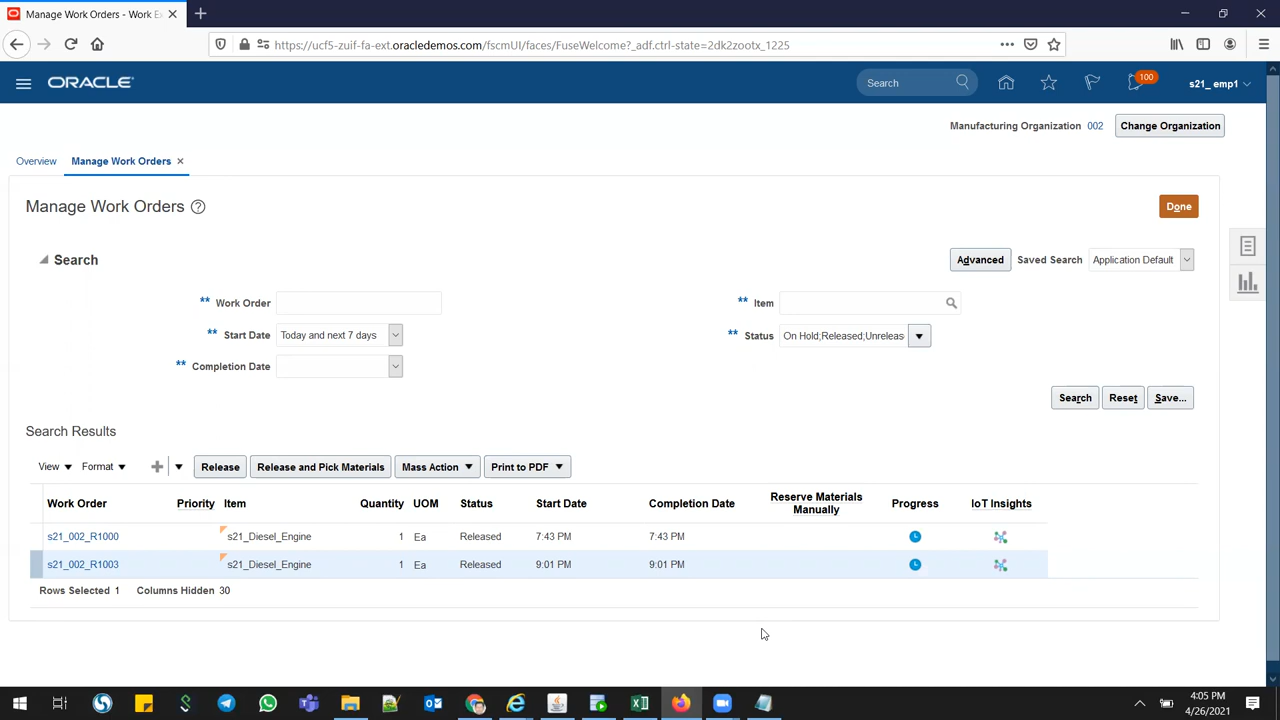 Manage Work Orders - Work Ex
https://ucf5-zuif-fa-ext.oracledemos.com/fscmUI/faces/FuseWelcome?_adf.ctrl-state=2dk2zootx_1225
ORACLE
Search
100
s21_ emp1
Manufacturing Organization 002 Change Organization
Overview Manage Work Orders
Manage Work Orders
Done
Search
Advanced Saved Search Application Default
** Work Order ** Item
** Start Date Today and next 7 days ** Status On Hold;Released;Unreleas
** Completion Date
Search Reset Save...
Search Results
View Format Release Release and Pick Materials Mass Action Print to PDF
Work Order Priority Item Quantity UOM Status Start Date Completion Date Reserve Materials Manually Progress IoT Insights
s21_002_R1000 s21_Diesel_Engine 1 Ea Released 7:43 PM 7:43 PM
s21_002_R1003 s21_Diesel_Engine 1 Ea Released 9:01 PM 9:01 PM
Rows Selected 1 Columns Hidden 30
4:05 PM
4/26/2021